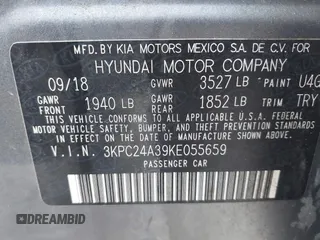 BY KIA MOTORS MEXICO S.A. DE C.V. FOR
HYUNDAI MOTOR COMPANY
09/18 GVWR 3527 LB PAINT U4G
GAWR FRONT 1940 LB GAWR REAR 1852 LB TRIM TRY
THIS VEHICLE CONFORMS TO ALL APPLICABLE U.S.A. FEDERAL
MOTOR VEHICLE SAFETY, BUMPER, AND THEFT PREVENTION
STANDARDS IN EFFECT ON THE DATE OF MANUFACTURE SHOWN ABOVE.
V.I.N. 3KPC24A39KE055659
PASSENGER CAR
© DREAMBID